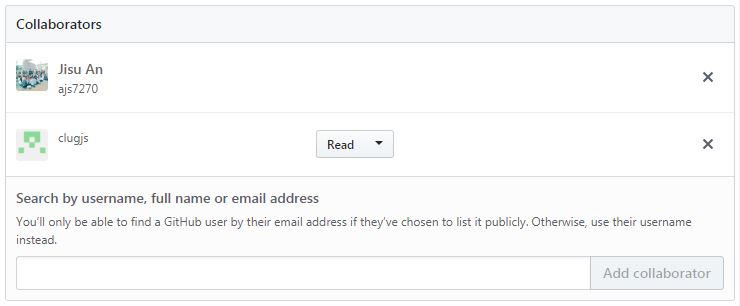 Collaborators
Jisu An
ajs7270
clugjs
Read
Search by username, full name or email address
You'll only be able to find a GitHub user by their email address if they've chosen to list it publicly. Otherwise, use their username
instead.
Add collaborator